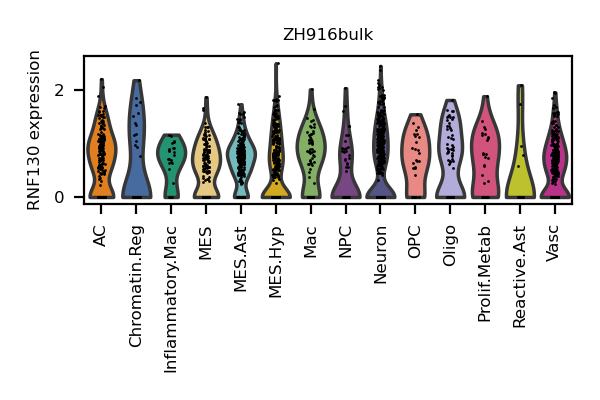 ZH916bulk
RNF130 expression
2
0
AC
Chromatin.Reg
Inflammatory.Mac
MES
MES.Ast
MES.Hyp
Mac
NPC
Neuron
OPC
Oligo
Prolif.Metab
Reactive.Ast
Vasc